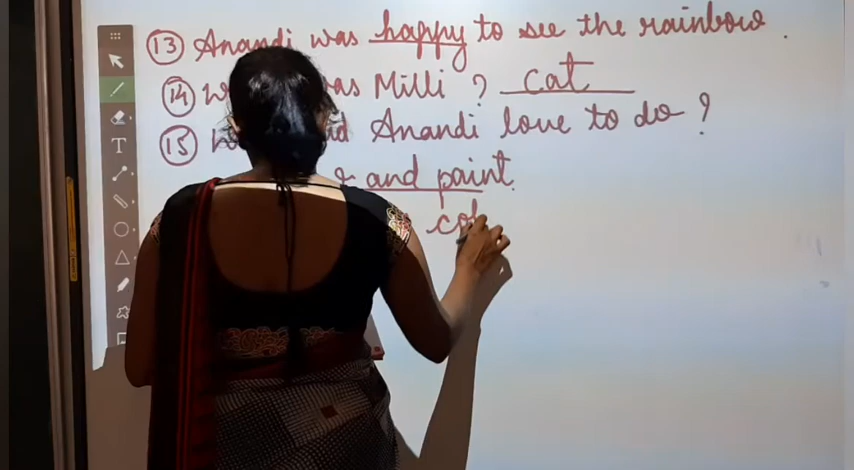 (13) Anandi was happy to see the rainbow.
(14) was Milli ? cat
(15) Anandi love to do ?
and paint.